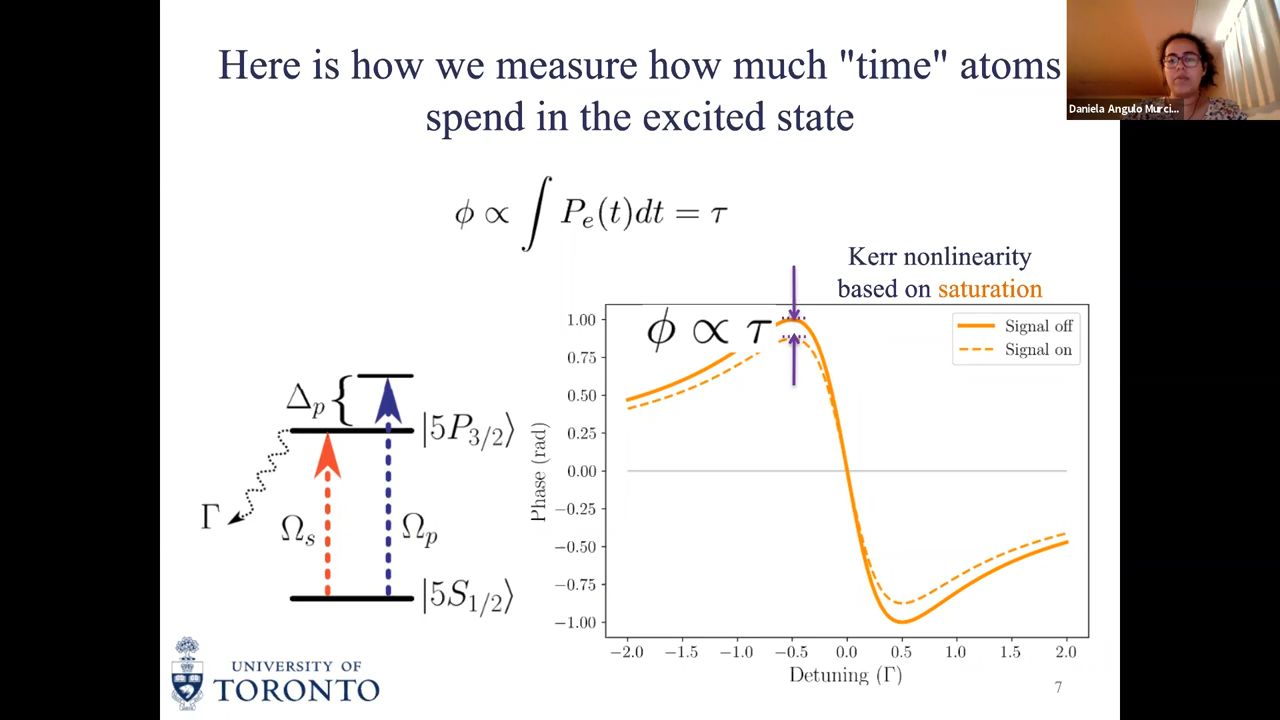 Here is how we measure how much "time" atoms
spend in the excited state
Daniela Angulo Murci...
ϕ ∝ ∫ Pₑ(t)dt = τ
Kerr nonlinearity
based on saturation
ϕ ∝ τ
Signal off
Signal on
1.00
0.75
0.50
0.25
0.00
−0.25
−0.50
−0.75
−1.00
Phase (rad)
−2.0 −1.5 −1.0 −0.5 0.0 0.5 1.0 1.5 2.0
Detuning (Γ)
Δₚ {
|5P₃/₂⟩
Γ
Ωₛ
Ωₚ
|5S₁/₂⟩
UNIVERSITY OF
TORONTO
7